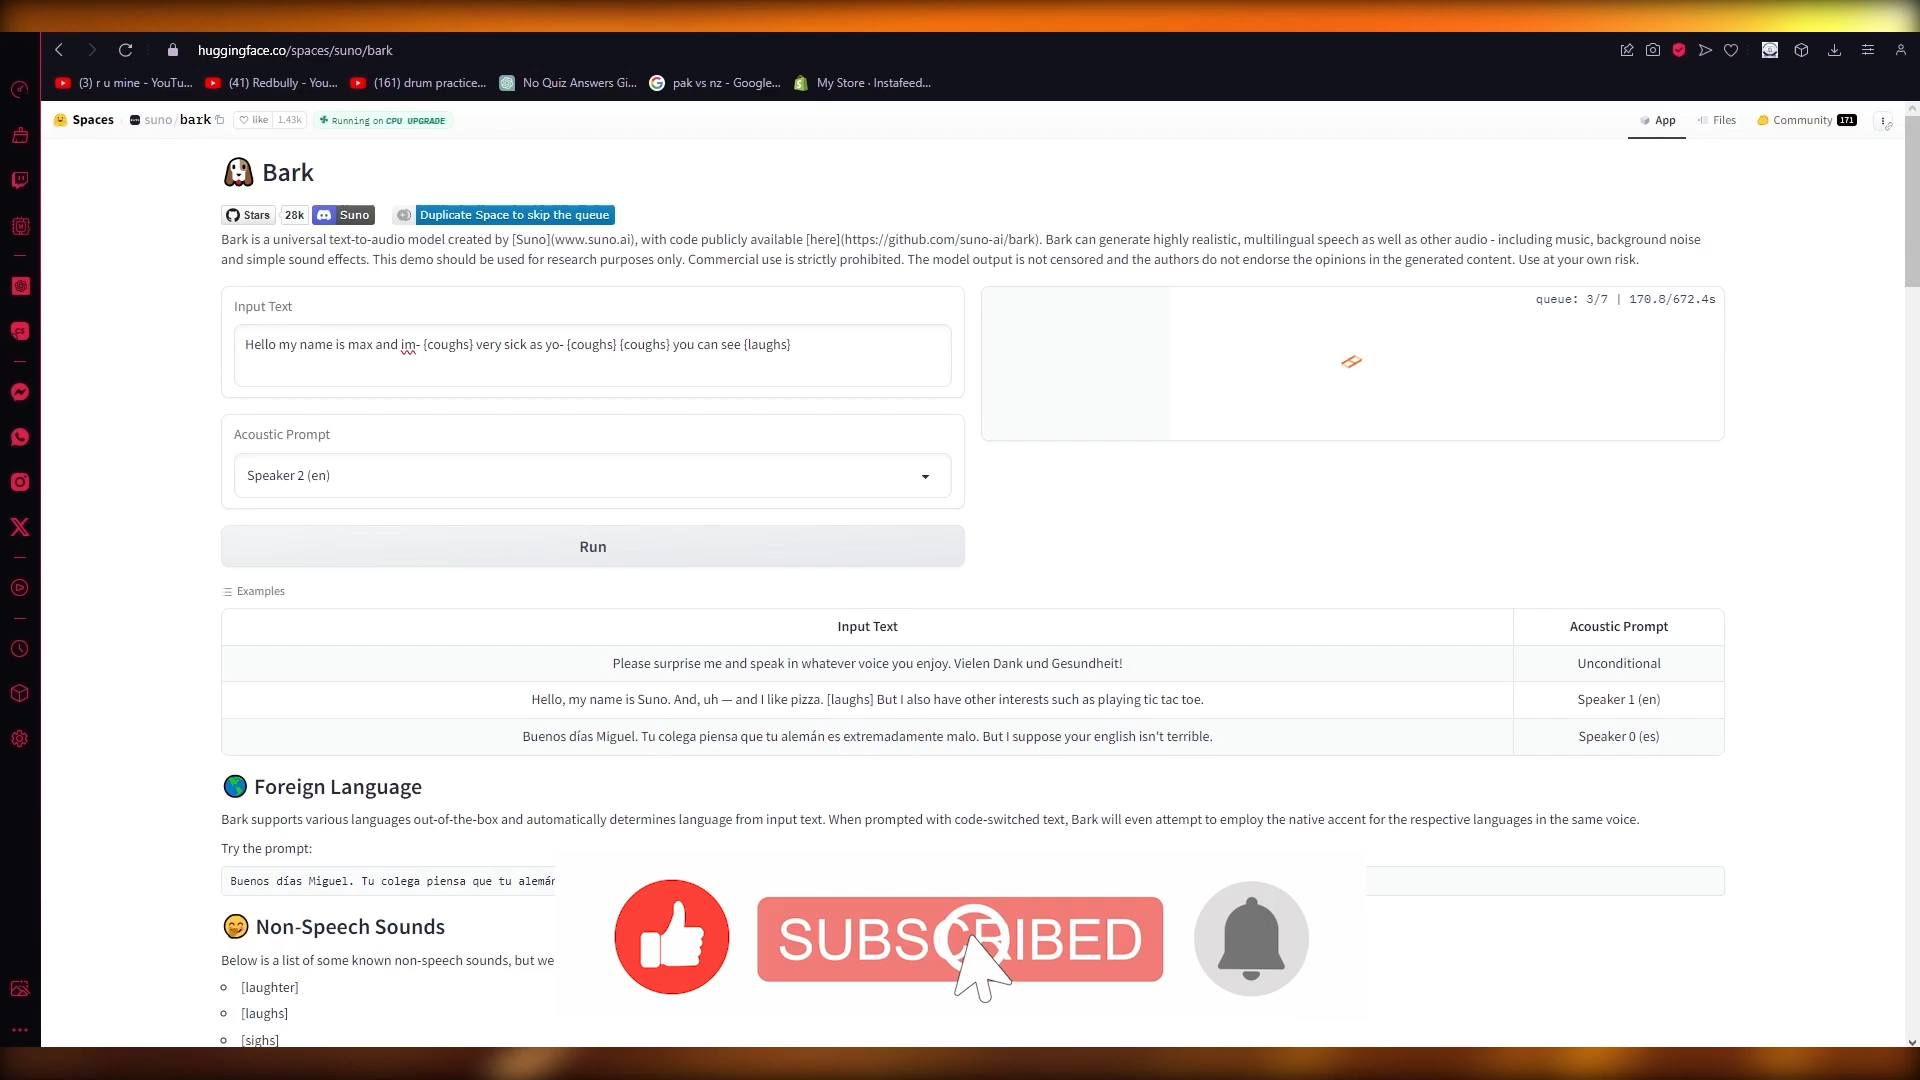 huggingface.co/spaces/suno/bark
(3) r u mine - YouTu...
(41) Redbully - You...
(161) drum practice...
No Quiz Answers Gi...
pak vs nz - Google...
My Store · Instafeed...
Spaces
suno/bark
like 1.43k
Running on CPU UPGRADE
App
Files
Community 171
Bark
Stars 28k
Suno
Duplicate Space to skip the queue
Bark is a universal text-to-audio model created by [Suno](www.suno.ai), with code publicly available [here](https://github.com/suno-ai/bark). Bark can generate highly realistic, multilingual speech as well as other audio - including music, background noise
and simple sound effects. This demo should be used for research purposes only. Commercial use is strictly prohibited. The model output is not censored and the authors do not endorse the opinions in the generated content. Use at your own risk.
Input Text
Hello my name is max and im- {coughs} very sick as yo- {coughs} {coughs} you can see {laughs}
queue: 3/7 | 170.8/672.4s
Acoustic Prompt
Speaker 2 (en)
Run
Examples
Input Text Acoustic Prompt
Please surprise me and speak in whatever voice you enjoy. Vielen Dank und Gesundheit! Unconditional
Hello, my name is Suno. And, uh — and I like pizza. [laughs] But I also have other interests such as playing tic tac toe. Speaker 1 (en)
Buenos días Miguel. Tu colega piensa que tu alemán es extremadamente malo. But I suppose your english isn't terrible. Speaker 0 (es)
Foreign Language
Bark supports various languages out-of-the-box and automatically determines language from input text. When prompted with code-switched text, Bark will even attempt to employ the native accent for the respective languages in the same voice.
Try the prompt:
Buenos días Miguel. Tu colega piensa que tu alemán
Non-Speech Sounds
Below is a list of some known non-speech sounds, but we
[laughter]
[laughs]
[sighs]
SUBSCRIBED